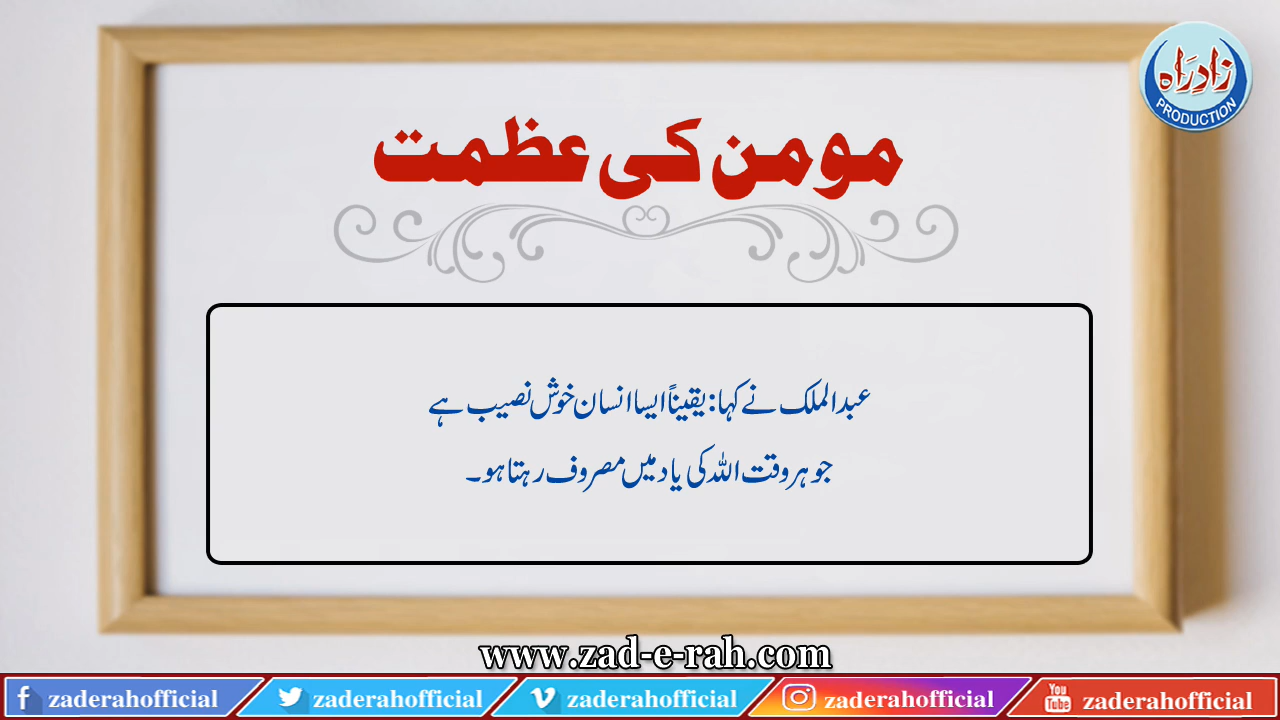 زادِ رَاہ
PRODUCTION
مومن کی عظمت
عبدالملک نے کہا: یقیناً ایسا انسان خوش نصیب ہے
جو ہر وقت اللہ کی یاد میں مصروف رہتا ہو۔
www.zad-e-rah.com
f zaderahofficial zaderahofficial zaderahofficial zaderahofficial You Tube zaderahofficial